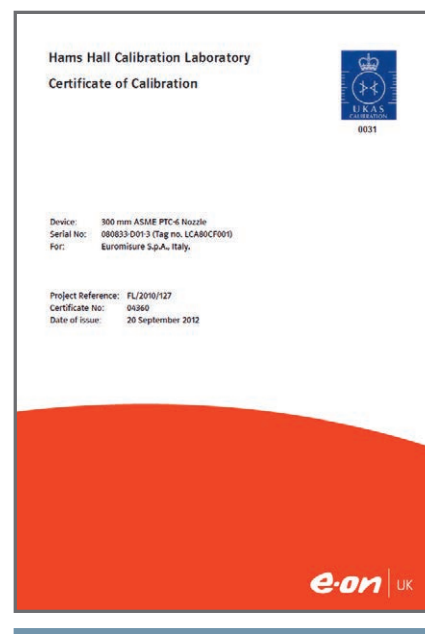 Hams Hall Calibration Laboratory
Certificate of Calibration
UKAS
CALIBRATION
0031
Device: 300 mm ASME PTC-6 Nozzle
Serial No: 080833-D01-3 (Tag no. LCA80CF001)
For: Euromisure S.p.A., Italy.
Project Reference: FL/2010/127
Certificate No: 04360
Date of issue: 20 September 2012
e·on | UK